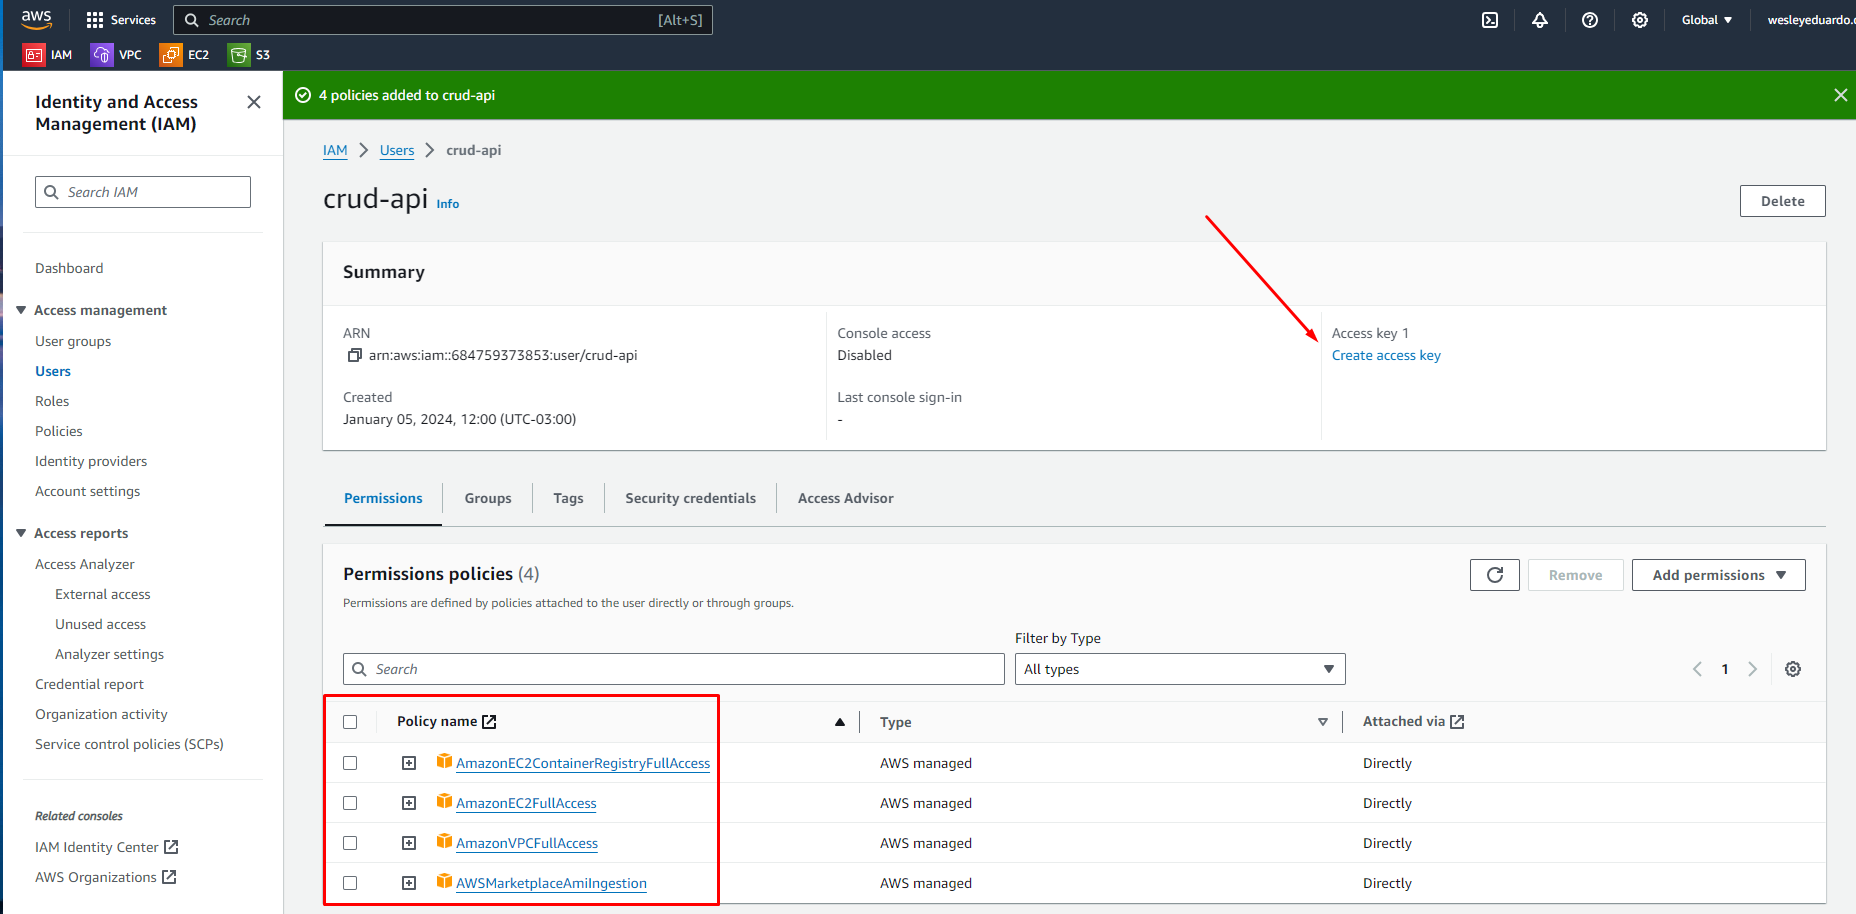 aws Services Search [Alt+S] Global wesleyeduardo.
IAM VPC EC2 S3
Identity and Access
Management (IAM)
Search IAM
Dashboard
Access management
User groups
Users
Roles
Policies
Identity providers
Account settings
Access reports
Access Analyzer
External access
Unused access
Analyzer settings
Credential report
Organization activity
Service control policies (SCPs)
Related consoles
IAM Identity Center
AWS Organizations
4 policies added to crud-api
IAM Users crud-api
crud-api Info
Delete
Summary
ARN
arn:aws:iam::684759373853:user/crud-api
Created
January 05, 2024, 12:00 (UTC-03:00)
Console access
Disabled
Last console sign-in
-
Access key 1
Create access key
Permissions Groups Tags Security credentials Access Advisor
Permissions policies (4)
Remove Add permissions
Permissions are defined by policies attached to the user directly or through groups.
Filter by Type
Search All types 1
Policy name Type Attached via
AmazonEC2ContainerRegistryFullAccess AWS managed Directly
AmazonEC2FullAccess AWS managed Directly
AmazonVPCFullAccess AWS managed Directly
AWSMarketplaceAmiIngestion AWS managed Directly